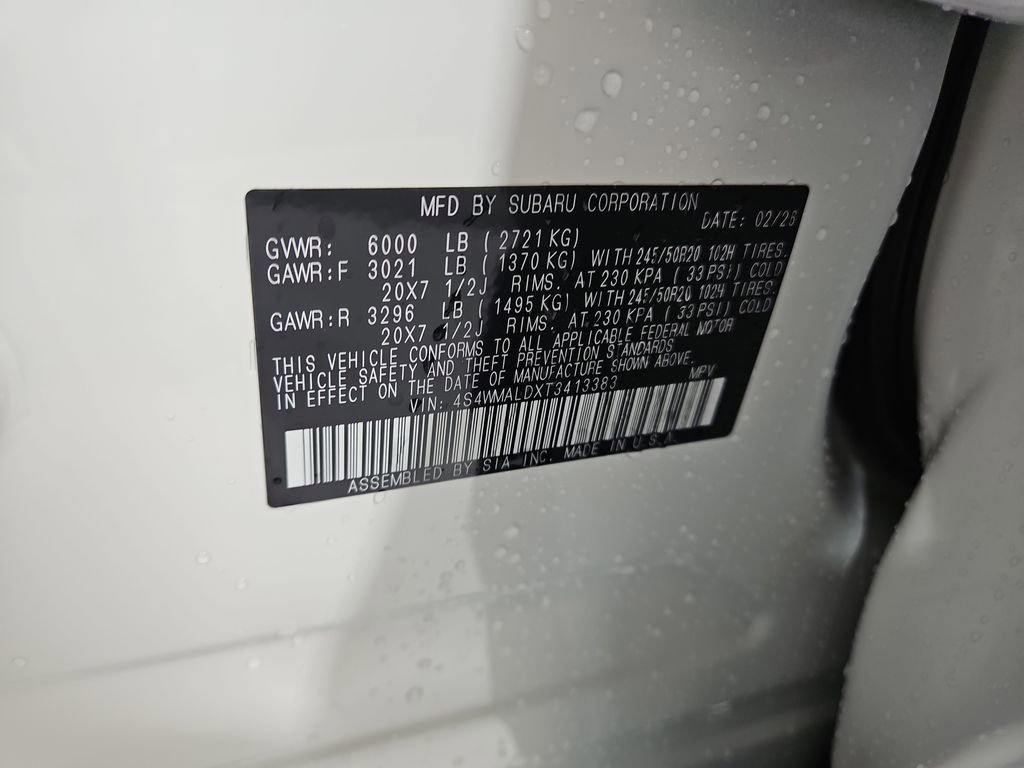 MFD BY SUBARU CORPORATION
DATE: 02/26
GVWR: 6000 LB ( 2721 KG)
GAWR:F 3021 LB ( 1370 KG) WITH 245/50R20 102H TIRES.
20X7 1/2J RIMS. AT 230 KPA ( 33 PSI) COLD
GAWR:R 3296 LB ( 1495 KG) WITH 245/50R20 102H TIRES.
20X7 1/2J RIMS. AT 230 KPA ( 33 PSI) COLD
THIS VEHICLE CONFORMS TO ALL APPLICABLE FEDERAL MOTOR
VEHICLE SAFETY AND THEFT PREVENTION STANDARDS
IN EFFECT ON THE DATE OF MANUFACTURE SHOWN ABOVE.
VIN: 4S4WMALDXT3413383 MPV
ASSEMBLED BY SIA INC. MADE IN U.S.A.